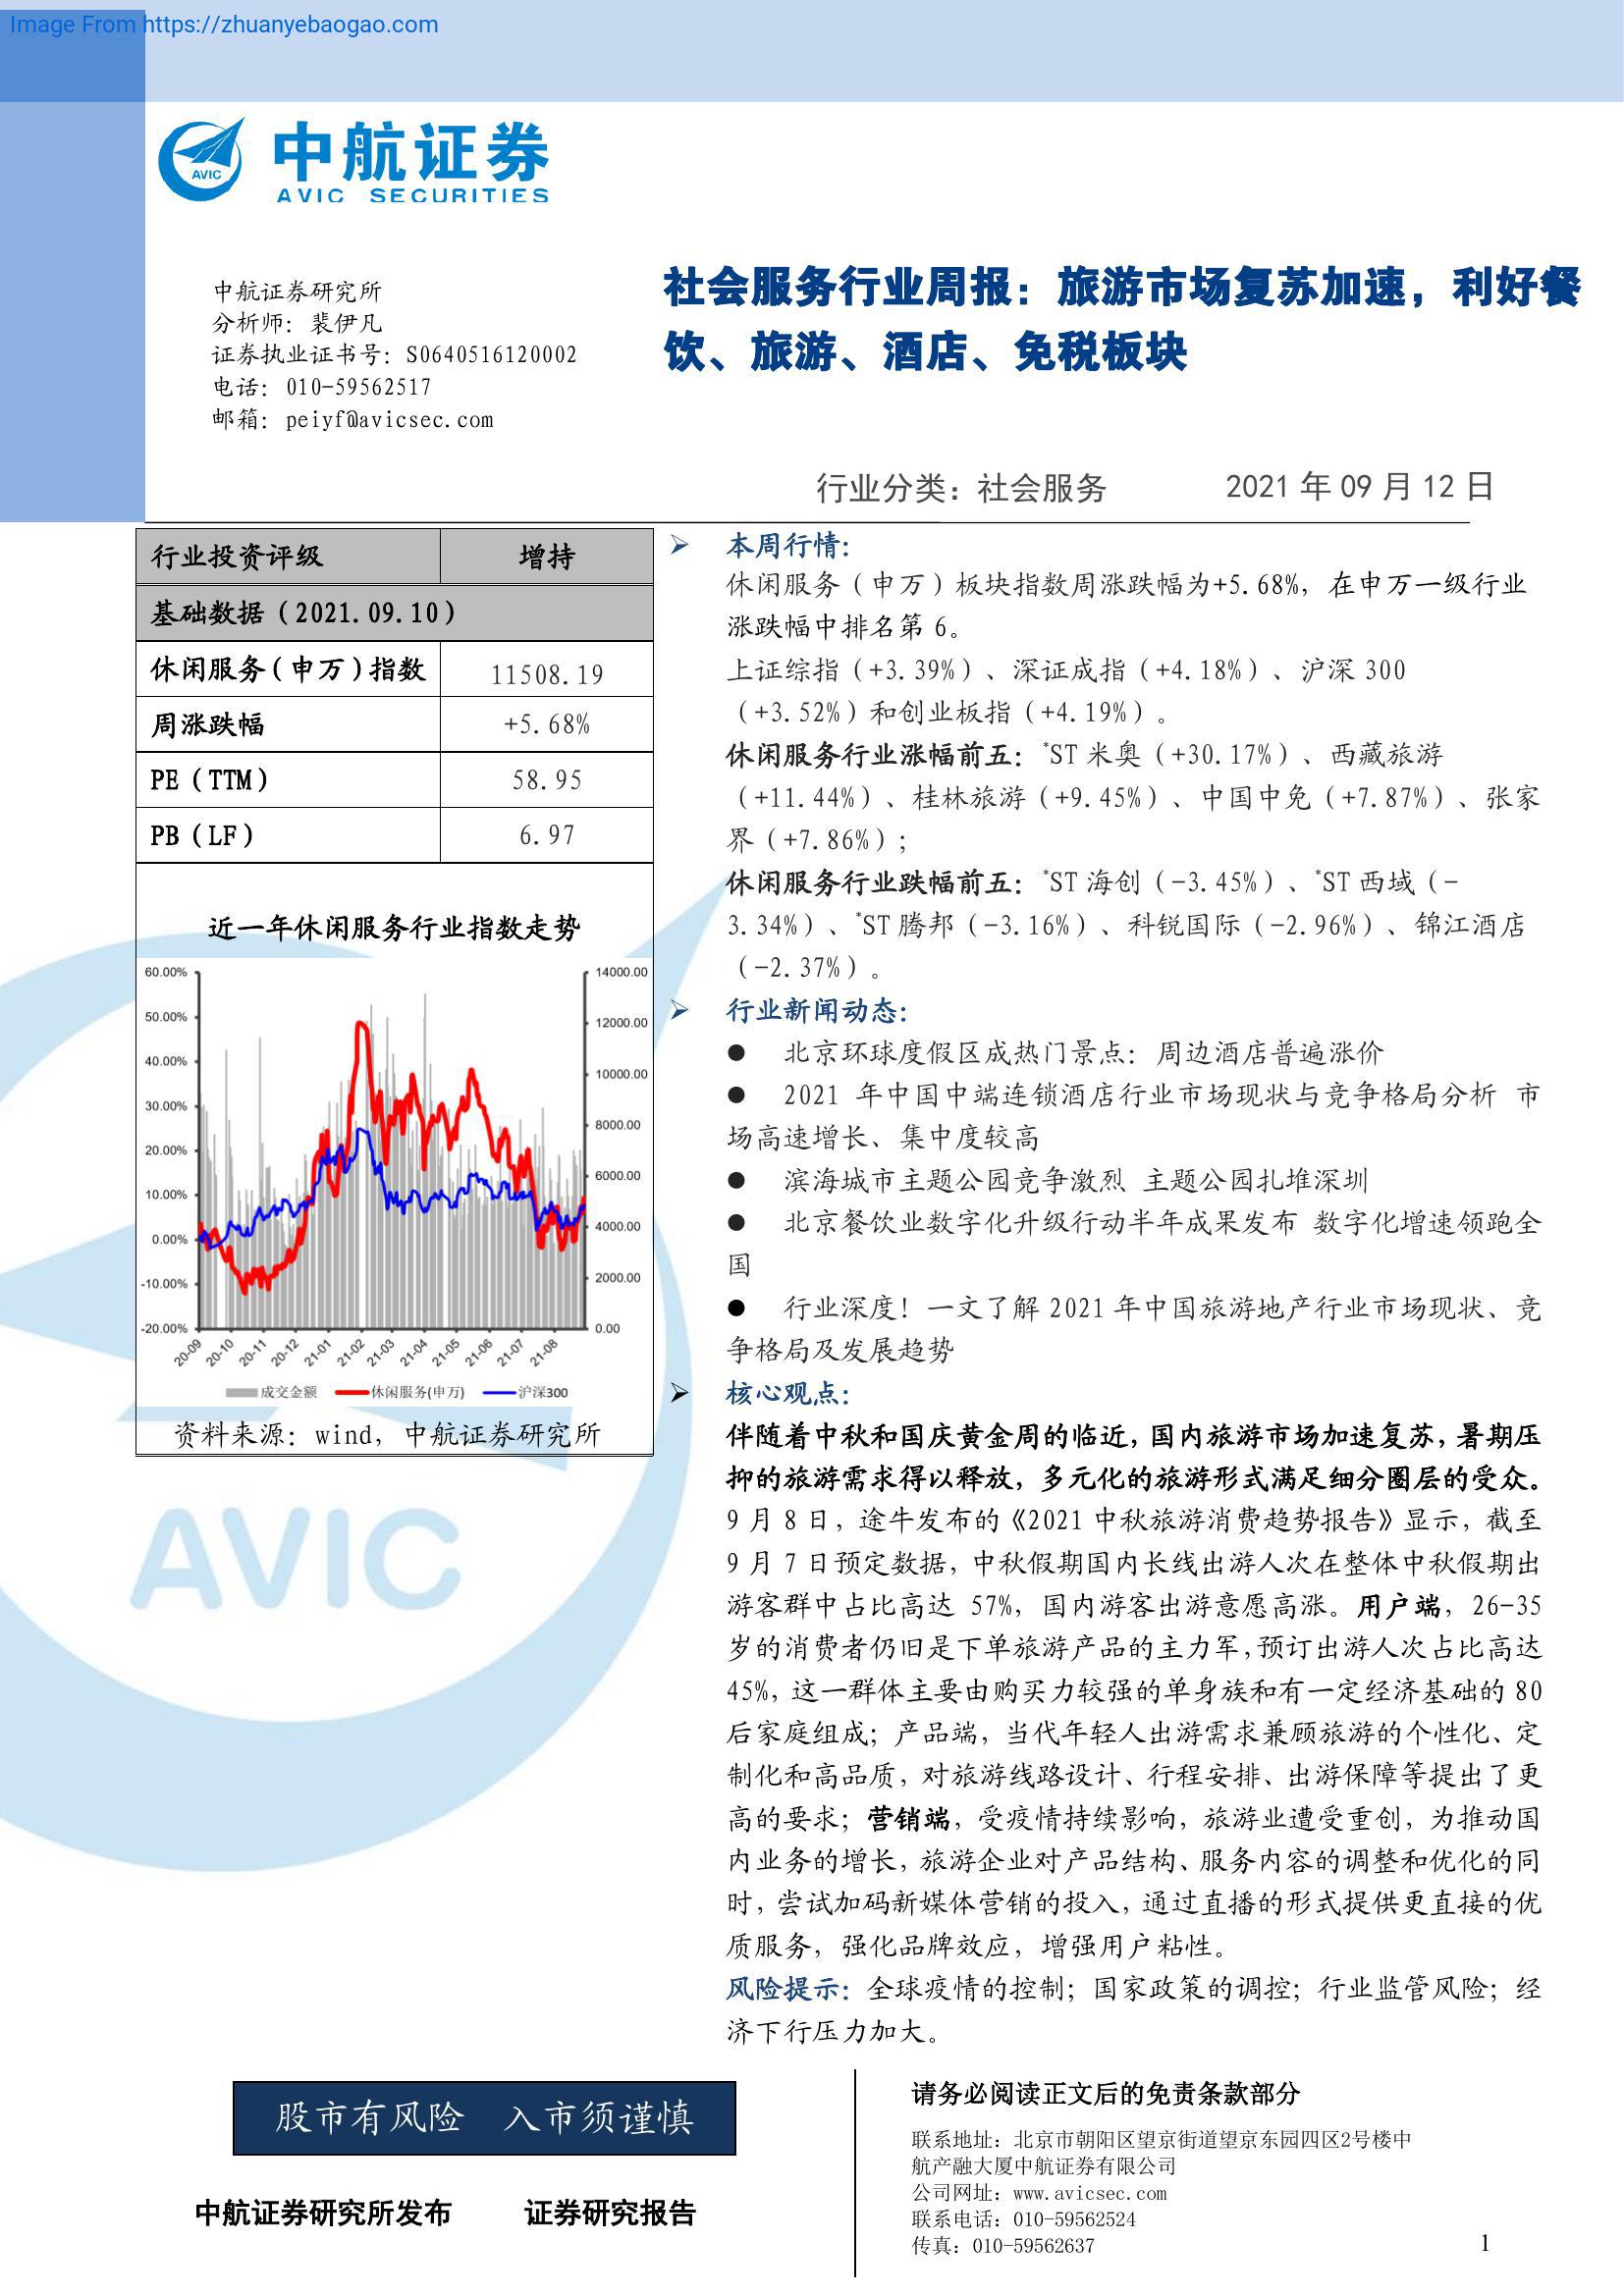 Image From https://zhuanyebaogao.com
AVIC
中航证券
AVIC SECURITIES
中航证券研究所
分析师：裴伊凡
证券执业证书号：S0640516120002
电话：010-59562517
邮箱：peiyf@avicsec.com
社会服务行业周报：旅游市场复苏加速，利好餐
饮、旅游、酒店、免税板块
行业分类：社会服务 2021年09月12日
行业投资评级 增持
基础数据（2021.09.10）
休闲服务(申万)指数 11508.19
周涨跌幅 +5.68%
PE（TTM） 58.95
PB（LF） 6.97
近一年休闲服务行业指数走势
60.00% 14000.00
50.00% 12000.00
40.00% 10000.00
30.00% 8000.00
20.00% 6000.00
10.00% 4000.00
0.00% 2000.00
-10.00% 0.00
-20.00%
20-09 20-10 20-11 20-12 21-01 21-02 21-03 21-04 21-05 21-06 21-07 21-08
成交金额 休闲服务(申万) 沪深300
资料来源：wind，中航证券研究所
AVIC
➢ 本周行情：
休闲服务（申万）板块指数周涨跌幅为+5.68%，在申万一级行业
涨跌幅中排名第 6。
上证综指（+3.39%）、深证成指（+4.18%）、沪深 300
（+3.52%）和创业板指（+4.19%）。
休闲服务行业涨幅前五：*ST 米奥（+30.17%）、西藏旅游
（+11.44%）、桂林旅游（+9.45%）、中国中免（+7.87%）、张家
界（+7.86%）；
休闲服务行业跌幅前五：*ST 海创（-3.45%）、*ST 西域（-
3.34%）、*ST 腾邦（-3.16%）、科锐国际（-2.96%）、锦江酒店
（-2.37%）。
➢ 行业新闻动态：
● 北京环球度假区成热门景点：周边酒店普遍涨价
● 2021 年中国中端连锁酒店行业市场现状与竞争格局分析 市
场高速增长、集中度较高
● 滨海城市主题公园竞争激烈 主题公园扎堆深圳
● 北京餐饮业数字化升级行动半年成果发布 数字化增速领跑全
国
● 行业深度！一文了解 2021 年中国旅游地产行业市场现状、竞
争格局及发展趋势
➢ 核心观点：
伴随着中秋和国庆黄金周的临近，国内旅游市场加速复苏，暑期压
抑的旅游需求得以释放，多元化的旅游形式满足细分圈层的受众。
9 月 8 日，途牛发布的《2021 中秋旅游消费趋势报告》显示，截至
9 月 7 日预定数据，中秋假期国内长线出游人次在整体中秋假期出
游客群中占比高达 57%，国内游客出游意愿高涨。用户端，26-35
岁的消费者仍旧是下单旅游产品的主力军，预订出游人次占比高达
45%，这一群体主要由购买力较强的单身族和有一定经济基础的 80
后家庭组成；产品端，当代年轻人出游需求兼顾旅游的个性化、定
制化和高品质，对旅游线路设计、行程安排、出游保障等提出了更
高的要求；营销端，受疫情持续影响，旅游业遭受重创，为推动国
内业务的增长，旅游企业对产品结构、服务内容的调整和优化的同
时，尝试加码新媒体营销的投入，通过直播的形式提供更直接的优
质服务，强化品牌效应，增强用户粘性。
风险提示：全球疫情的控制；国家政策的调控；行业监管风险；经
济下行压力加大。
股市有风险 入市须谨慎
中航证券研究所发布 证券研究报告
请务必阅读正文后的免责条款部分
联系地址：北京市朝阳区望京街道望京东园四区2号楼中
航产融大厦中航证券有限公司
公司网址：www.avicsec.com
联系电话：010-59562524
传真：010-59562637
1